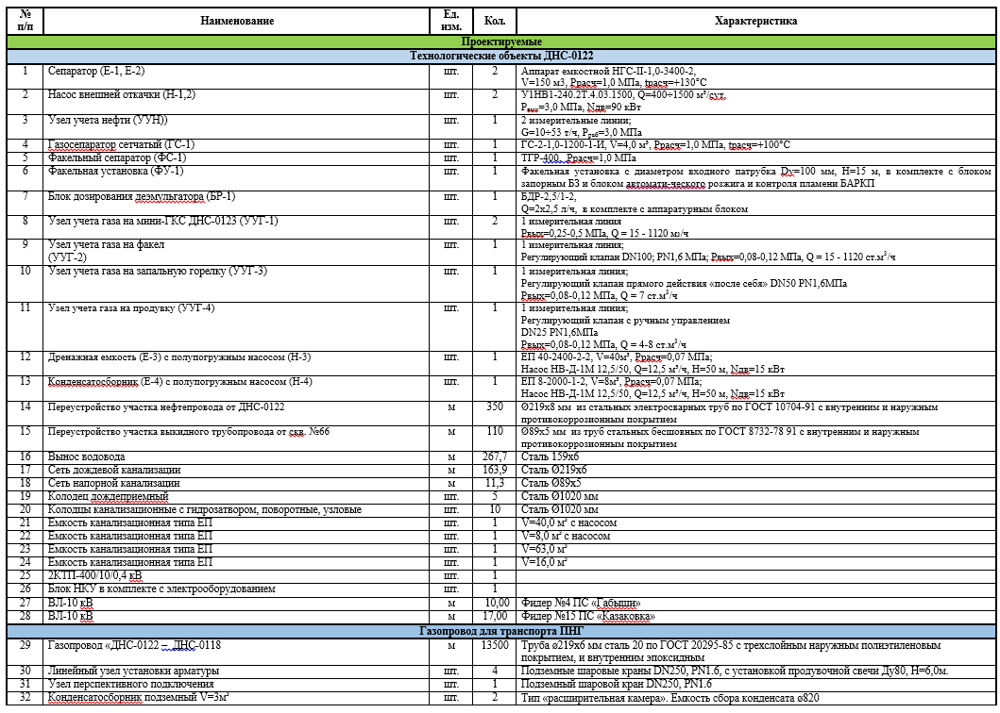 № п/п Наименование Ед. изм. Кол. Характеристика
Проектируемые
Технологические объекты ДНС-0122
1 Сепаратор (Е-1, Е-2) шт. 2 Аппарат емкостной НГС-II-1,0-3400-2,
V=150 м3, Ррасч=1,0 МПа, tрасч=+130°С
2 Насос внешней откачки (Н-1,2) шт. 2 У1НВ1-240.2Т.4.03.1500, Q=400÷1500 м³/сут,
Рвых=3,0 МПа, Nдв=90 кВт
3 Узел учета нефти (УУН)) шт. 1 2 измерительные линии;
G=10÷53 т/ч, Рраб=3,0 МПа
4 Газосепаратор сетчатый (ГС-1) шт. 1 ГС-2-1,0-1200-1-И, V=4,0 м³, Ррасч=1,0 МПа, tрасч=+100°С
5 Факельный сепаратор (ФС-1) шт. 1 ТГР-400, Ррасч=1,0 МПа
6 Факельная установка (ФУ-1) шт. 1 Факельная установка с диаметром входного патрубка Dу=100 мм, Н=15 м, в комплекте с блоком
запорным БЗ и блоком автомати-ческого розжига и контроля пламени БАРКП
7 Блок дозирования деэмульгатора (БР-1) шт. 1 БДР-2,5/1-2,
Q=2х2,5 л/ч, в комплекте с аппаратурным блоком
8 Узел учета газа на мини-ГКС ДНС-0123 (УУГ-1) шт. 2 1 измерительная линия
Рвых=0,25-0,5 МПа, Q = 15 - 1120 мз/ч
9 Узел учета газа на факел шт. 1 1 измерительная линия;
(УУГ-2) Регулирующий клапан DN100; PN1,6 МПа; Рвых=0,08-0,12 МПа, Q = 15 - 1120 ст.м³/ч
10 Узел учета газа на запальную горелку (УУГ-3) шт. 1 1 измерительная линия;
Регулирующий клапан прямого действия «после себя» DN50 PN1,6МПа
Рвых=0,08-0,12 МПа, Q = 7 ст.м³/ч
11 Узел учета газа на продувку (УУГ-4) шт. 1 1 измерительная линия;
Регулирующий клапан с ручным управлением
DN25 PN1,6МПа
Рвых=0,08-0,12 МПа, Q = 4-8 ст.м³/ч
12 Дренажная емкость (Е-3) с полупогружным насосом (Н-3) шт. 1 ЕП 40-2400-2-2, V=40м³, Ррасч=0,07 МПа;
Насос НВ-Д-1М 12,5/50, Q=12,5 м³/ч, Н=50 м, Nдв=15 кВт
13 Конденсатосборник (Е-4) с полупогружным насосом (Н-4) шт. 1 ЕП 8-2000-1-2, V=8м³, Ррасч=0,07 МПа;
Насос НВ-Д-1М 12,5/50, Q=12,5 м³/ч, Н=50 м, Nдв=15 кВт
14 Переустройство участка нефтепровода от ДНС-0122 м 350 Ø219х8 мм из стальных электросварных труб по ГОСТ 10704-91 с внутренним и наружным
противокоррозионным покрытием
15 Переустройство участка выкидного трубопровода от скв. №66 м 110 Ø89х5 мм из труб стальных бесшовных по ГОСТ 8732-78 91 с внутренним и наружным
противокоррозионным покрытием
16 Вынос водовода м 267,7 Сталь 159х6
17 Сеть дождевой канализации м 163,9 Сталь Ø219х6
18 Сеть напорной канализации м 11,3 Сталь Ø89х5
19 Колодец дождеприемный шт. 5 Сталь Ø1020 мм
20 Колодцы канализационные с гидрозатвором, поворотные, узловые шт. 10 Сталь Ø1020 мм
21 Емкость канализационная типа ЕП шт. 1 V=40,0 м³ с насосом
22 Емкость канализационная типа ЕП шт. 1 V=8,0 м³ с насосом
23 Емкость канализационная типа ЕП шт. 1 V=63,0 м³
24 Емкость канализационная типа ЕП шт. 1 V=16,0 м³
25 2КТП-400/10/0,4 кВ шт. 1
26 Блок НКУ в комплекте с электрооборудованием шт. 1
27 ВЛ-10 кВ м 10,00 Фидер №4 ПС «Габыши»
28 ВЛ-10 кВ м 17,00 Фидер №15 ПС «Казаковка»
Газопровод для транспорта ПНГ
29 Газопровод «ДНС-0122 – ДНС-0118 м 13500 Труба ø219х6 мм сталь 20 по ГОСТ 20295-85 с трехслойным наружным полиэтиленовым
покрытием, и внутренним эпоксидным
30 Линейный узел установки арматуры шт. 4 Подземные шаровые краны DN250, PN1.6, с установкой продувочной свечи Ду80, Н=6,0м.
31 Узел перспективного подключения шт. 1 Подземный шаровой кран DN250, PN1.6
32 Конденсатосборник подземный V=3м³ шт. 2 Тип «расширительная камера». Емкость сбора конденсата ø820